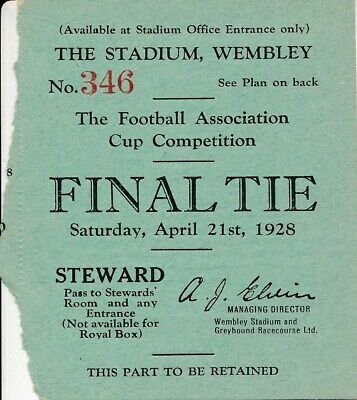 (Available at Stadium Office Entrance only)
THE STADIUM, WEMBLEY
No. 346 See Plan on back
The Football Association
Cup Competition
FINAL TIE
Saturday, April 21st, 1928
STEWARD
Pass to Stewards'
Room and any
Entrance
(Not available for
Royal Box)
A. J. Elvin
MANAGING DIRECTOR
Wembley Stadium and
Greyhound Racecourse Ltd.
THIS PART TO BE RETAINED